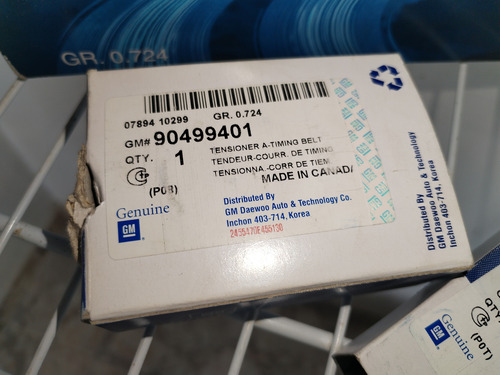 GR. 0.724
07894 10299 GR. 0.724
GM# 90499401
QTY. 1
TENSIONER A-TIMING BELT
TENDEUR-COURR. DE TIMING
TENSIONNA -CORR DE TIEM
MADE IN CANADA
(P0B)
Genuine
GM
Distributed By
GM Daewoo Auto & Technology Co.
Inchon 403-714, Korea
Distributed By
GM Daewoo Auto & Technology
Inchon 403-714, Korea
QTY.
(P0T)
Genuine
GM